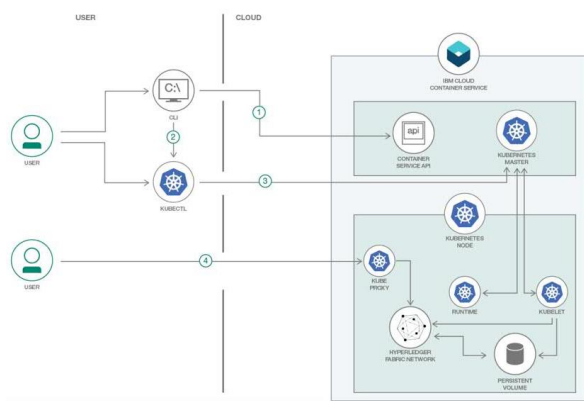 USER
CLOUD
IBM CLOUD
CONTAINER SERVICE
C:\
CLI
1
2
api
CONTAINER
SERVICE API
KUBERNETES
MASTER
USER
KUBECTL
3
KUBERNETES
NODE
USER
4
KUBE
PROXY
RUNTIME
KUBELET
HYPERLEDGER
FABRIC NETWORK
PERSISTENT
VOLUME